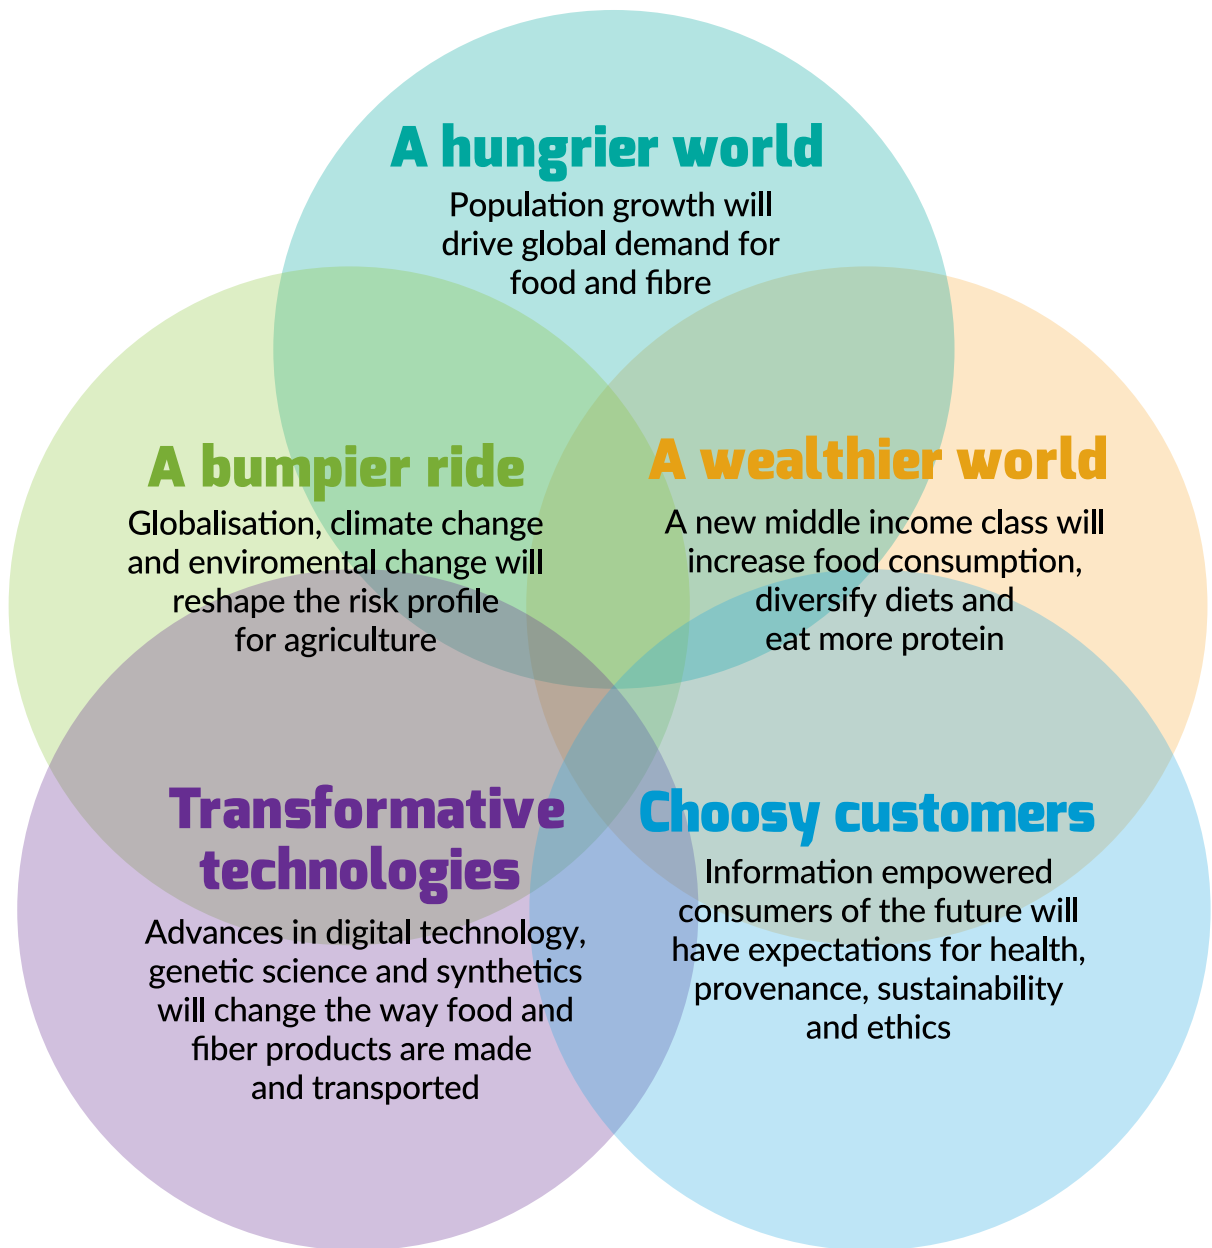 A hungrier world
Population growth will
drive global demand for
food and fibre
A bumpier ride
Globalisation, climate change
and enviromental change will
reshape the risk profile
for agriculture
A wealthier world
A new middle income class will
increase food consumption,
diversify diets and
eat more protein
Transformative
technologies
Advances in digital technology,
genetic science and synthetics
will change the way food and
fiber products are made
and transported
Choosy customers
Information empowered
consumers of the future will
have expectations for health,
provenance, sustainability
and ethics